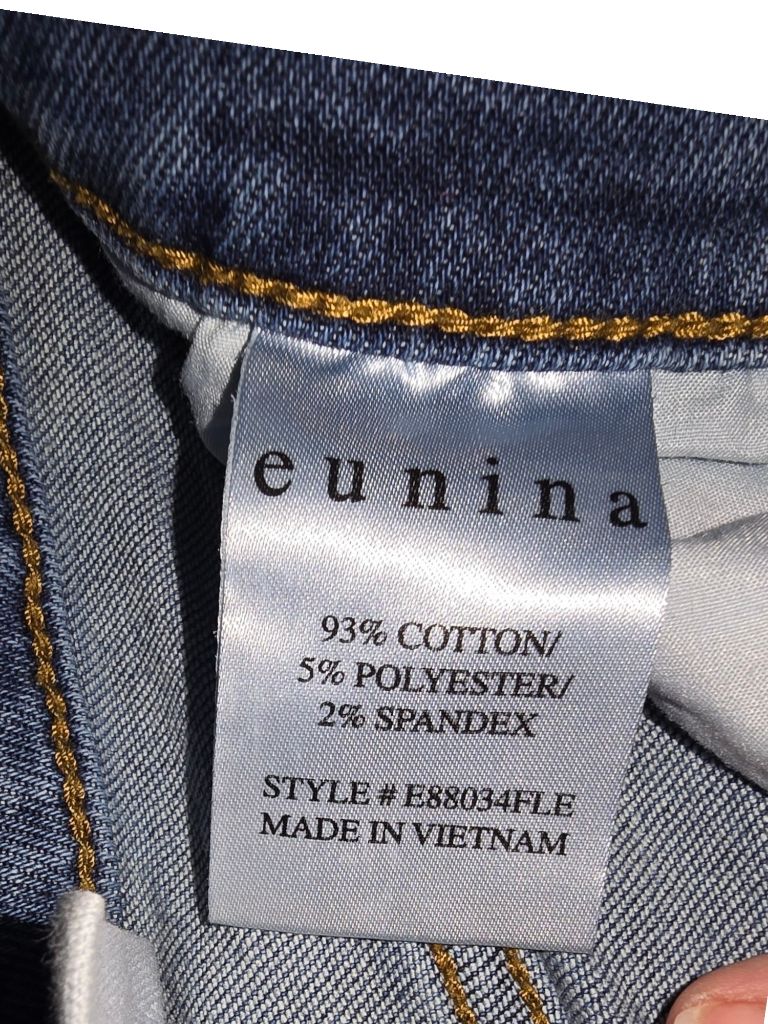 eunina
93% COTTON/
5% POLYESTER/
2% SPANDEX
STYLE # E88034FLE
MADE IN VIETNAM